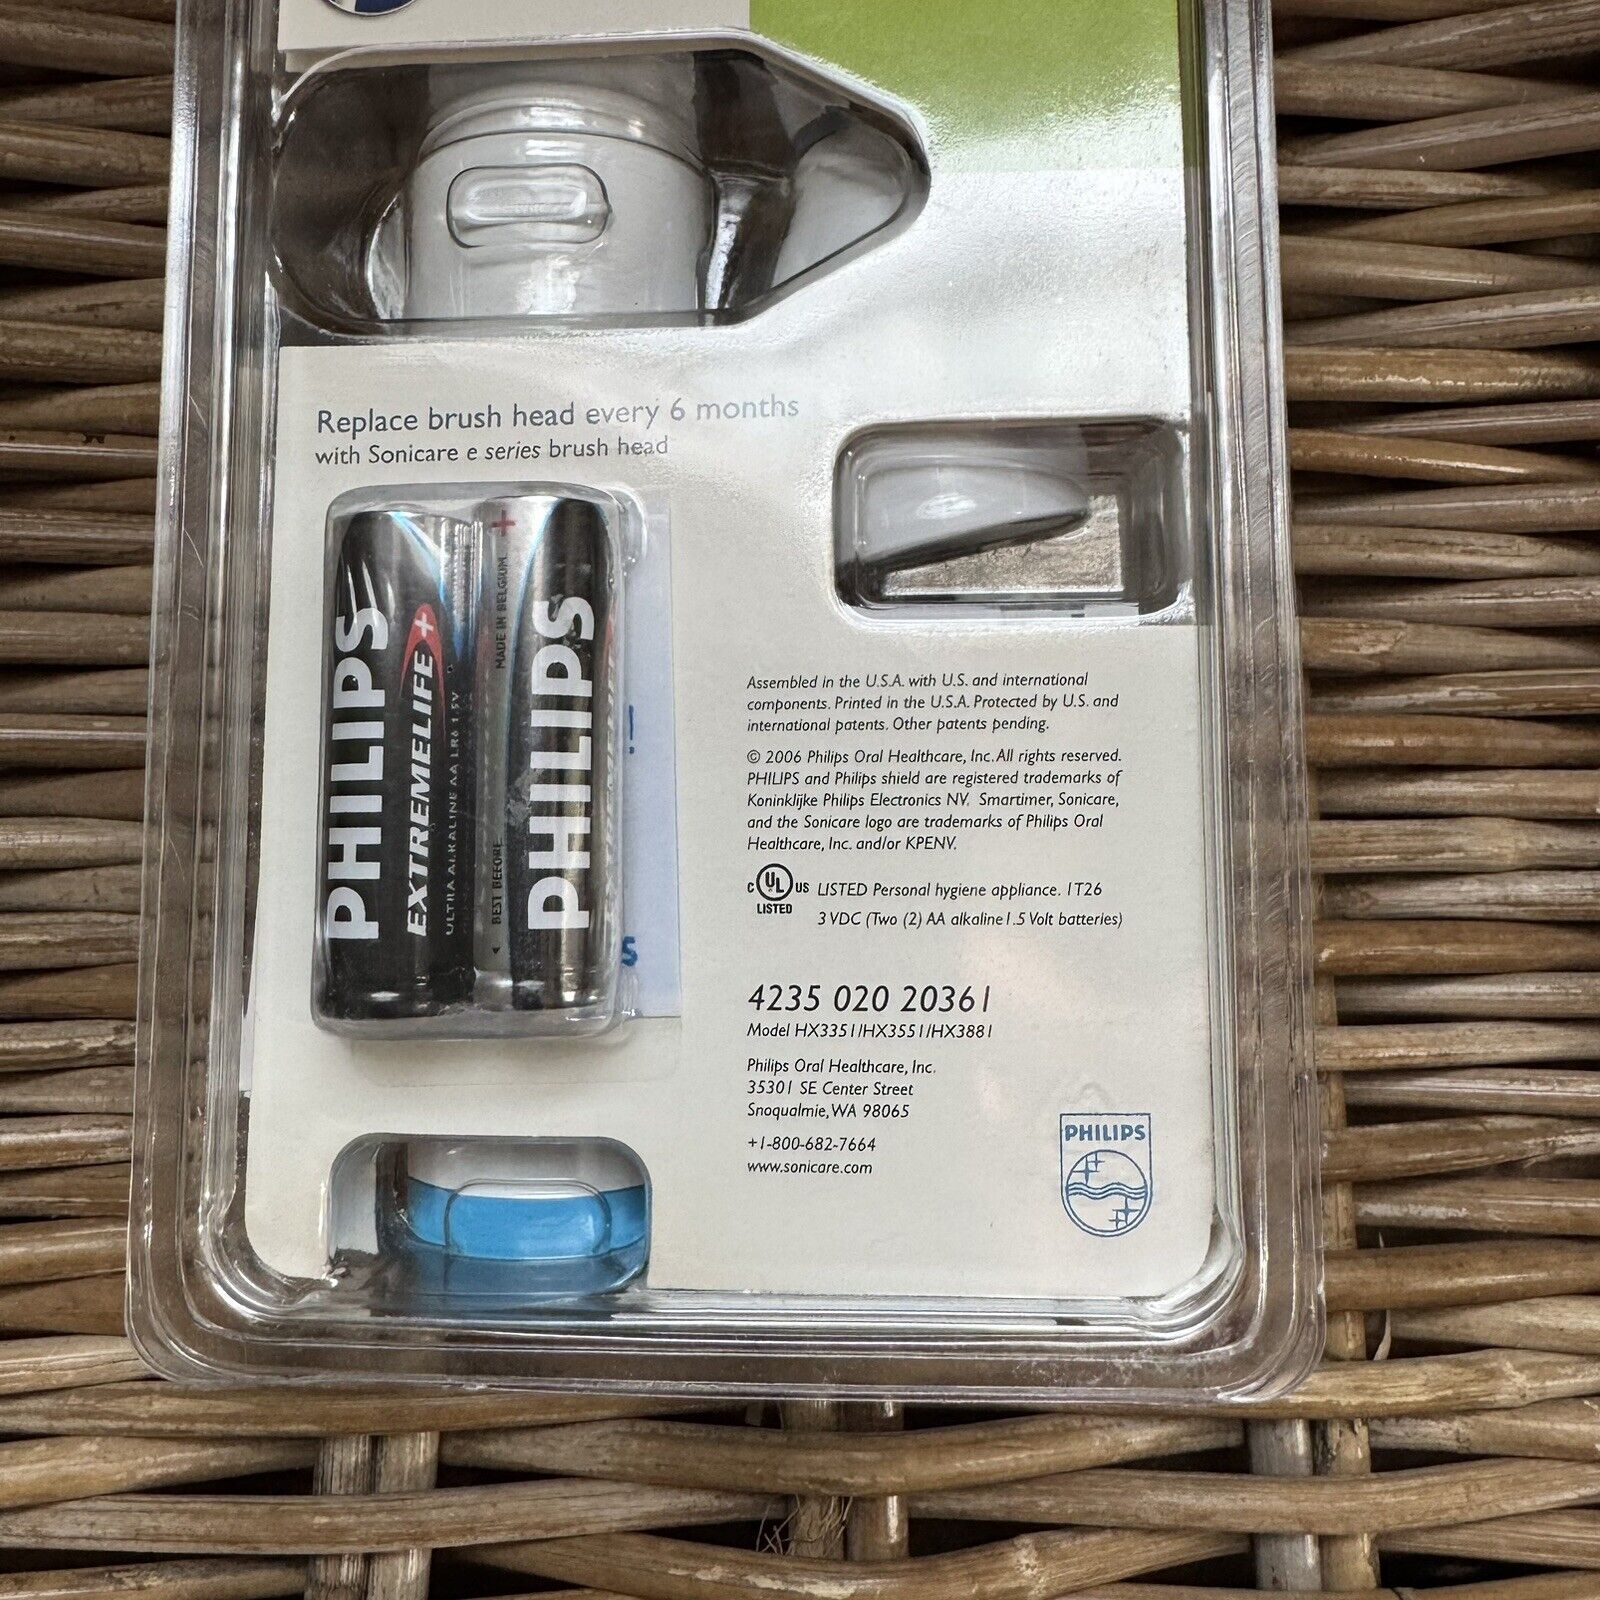 Replace brush head every 6 months
with Sonicare e series brush head
PHILIPS
EXTREMELIFE+
ULTRA ALKALINE AA LR6 1.5V
+
MADE IN BELGIUM
BEST BEFORE
PHILIPS
!
s
Assembled in the U.S.A. with U.S. and international
components. Printed in the U.S.A. Protected by U.S. and
international patents. Other patents pending.
© 2006 Philips Oral Healthcare, Inc. All rights reserved.
PHILIPS and Philips shield are registered trademarks of
Koninklijke Philips Electronics NV. Smartimer, Sonicare,
and the Sonicare logo are trademarks of Philips Oral
Healthcare, Inc. and/or KPENV.
C UL US LISTED Personal hygiene appliance. 1T26
LISTED
3 VDC (Two (2) AA alkaline 1.5 Volt batteries)
4235 020 20361
Model HX3351/HX3551/HX3881
Philips Oral Healthcare, Inc.
35301 SE Center Street
Snoqualmie, WA 98065
+1-800-682-7664
www.sonicare.com
PHILIPS